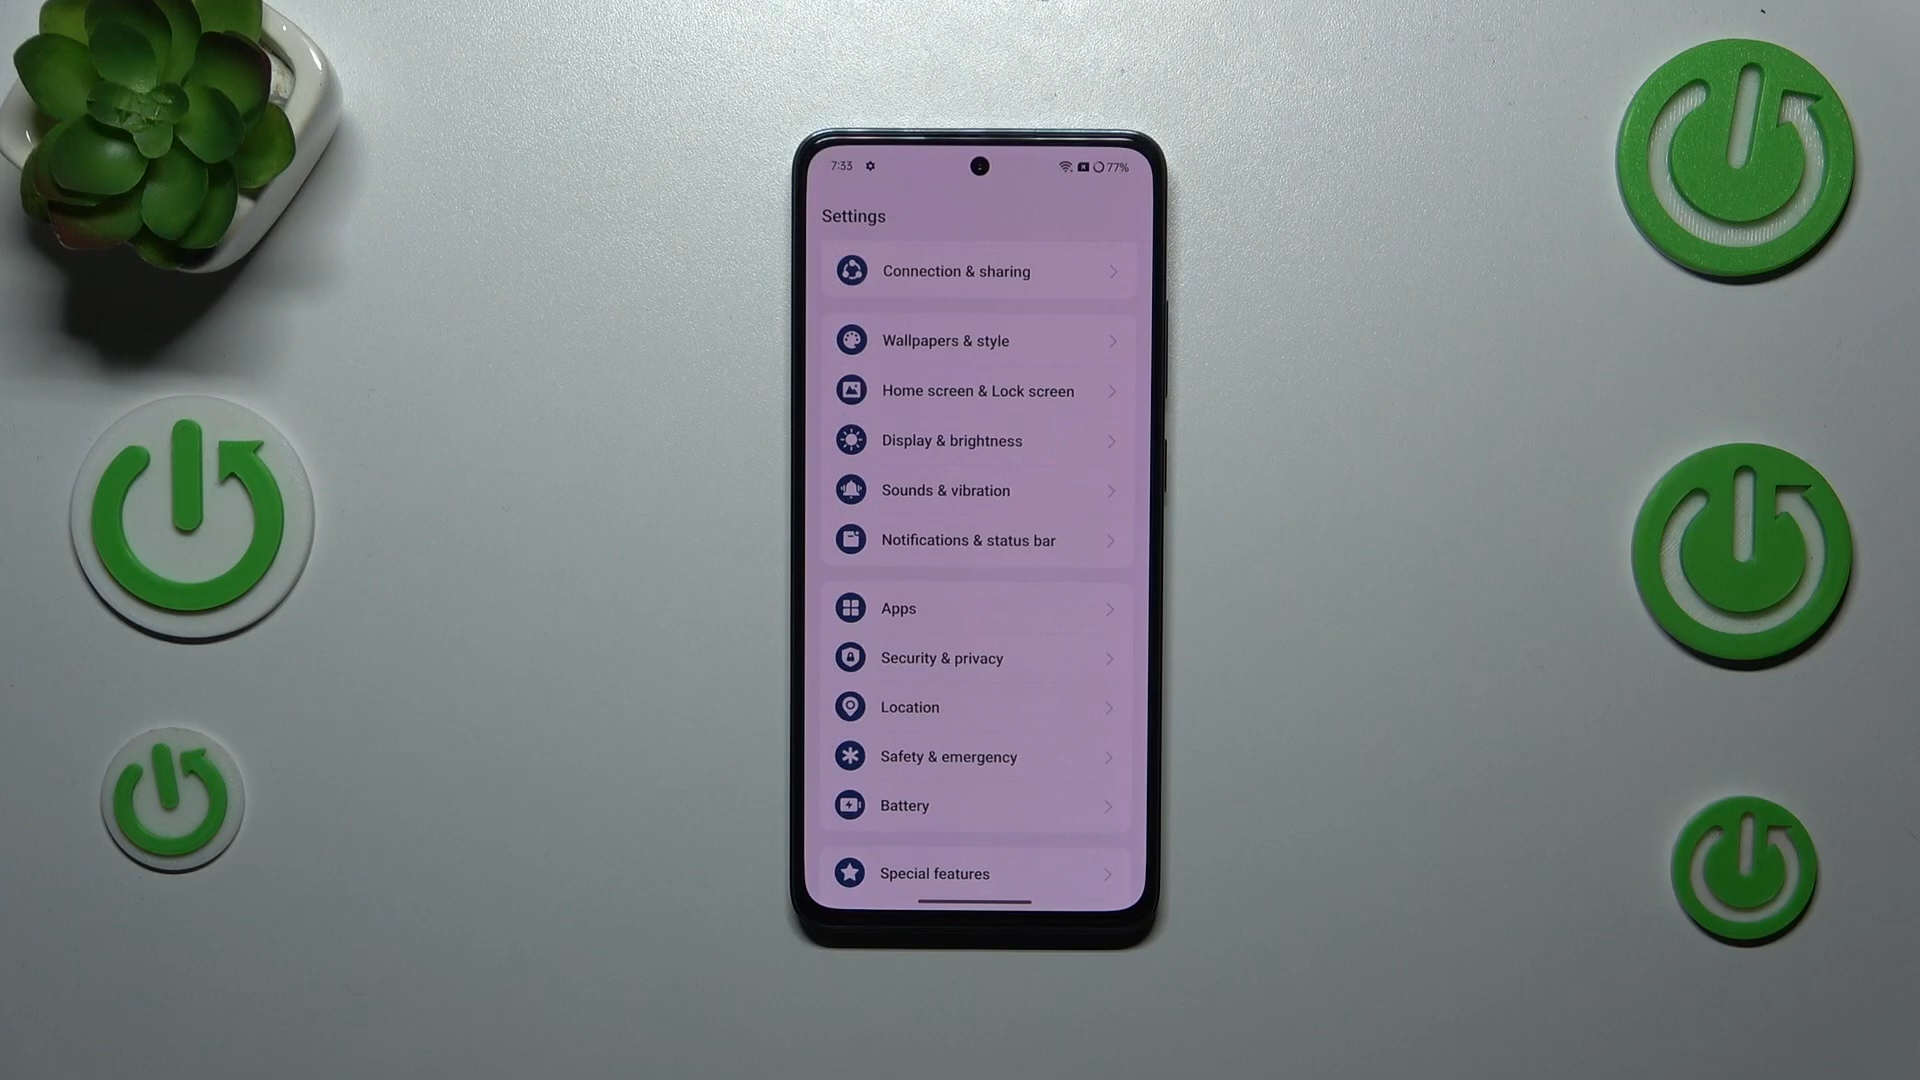 7:33 77%
Settings
Connection & sharing
Wallpapers & style
Home screen & Lock screen
Display & brightness
Sounds & vibration
Notifications & status bar
Apps
Security & privacy
Location
Safety & emergency
Battery
Special features